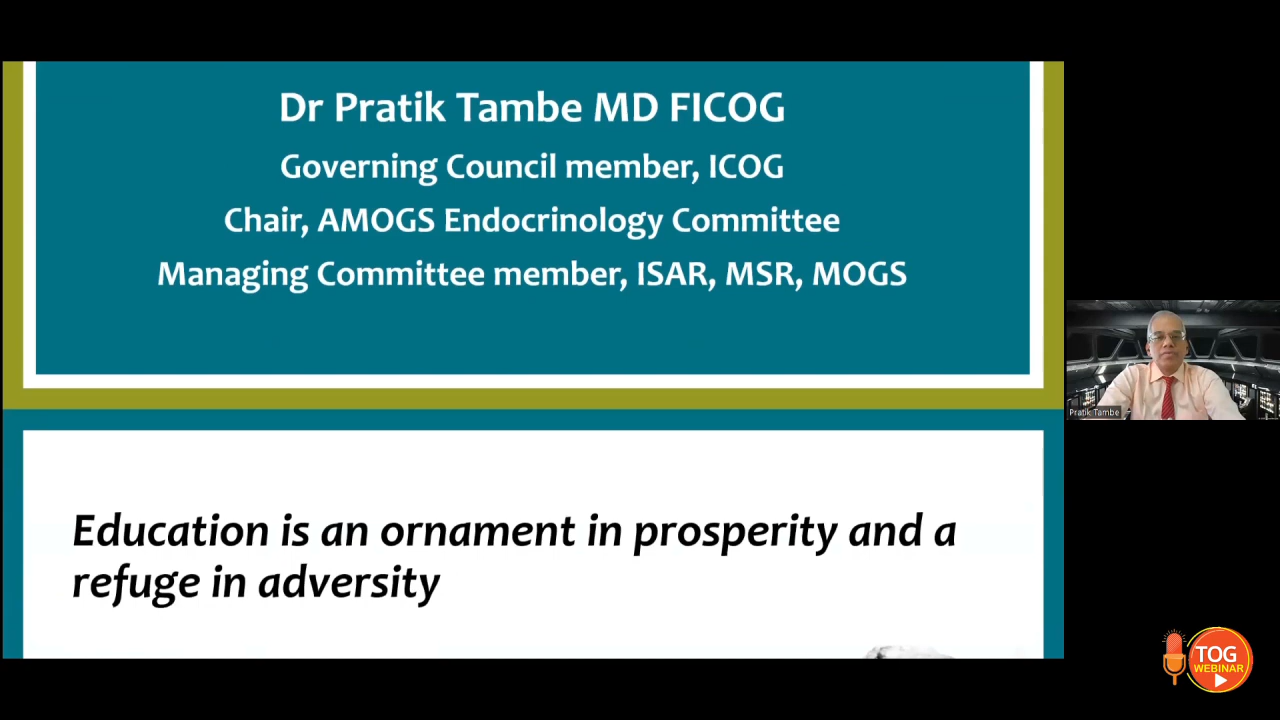 Dr Pratik Tambe MD FICOG
Governing Council member, ICOG
Chair, AMOGS Endocrinology Committee
Managing Committee member, ISAR, MSR, MOGS
Education is an ornament in prosperity and a
refuge in adversity
Pratik Tambe
TOG
WEBINAR